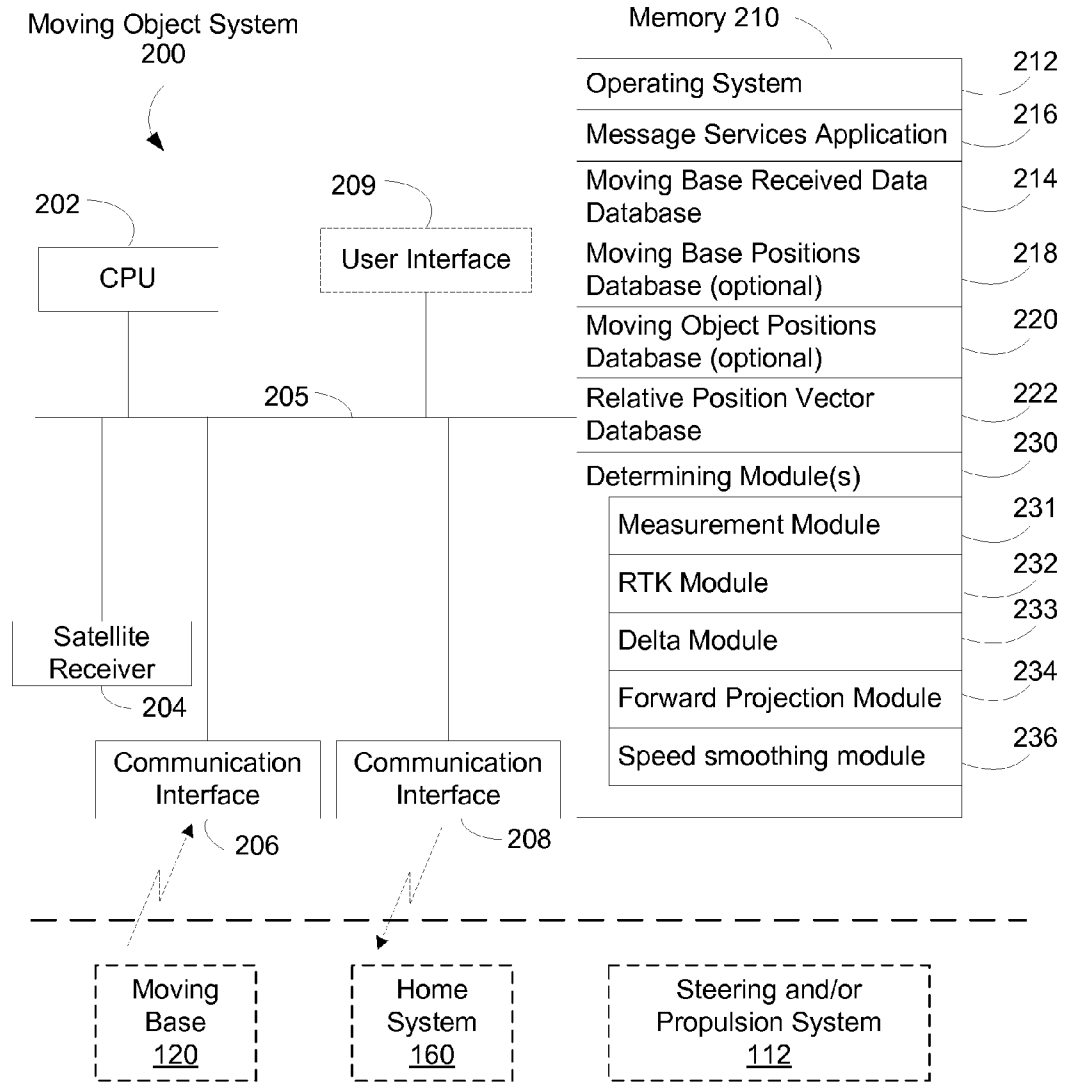 Moving Object System
200
Memory 210
212
Operating System
216
Message Services Application
214
Moving Base Received Data
Database
218
Moving Base Positions
Database (optional)
220
Moving Object Positions
Database (optional)
222
Relative Position Vector
Database
230
Determining Module(s)
231
Measurement Module
232
RTK Module
233
Delta Module
234
Forward Projection Module
236
Speed smoothing module
202
CPU
209
User Interface
205
Satellite
Receiver
204
Communication
Interface
206
Communication
Interface
208
Moving
Base
120
Home
System
160
Steering and/or
Propulsion System
112